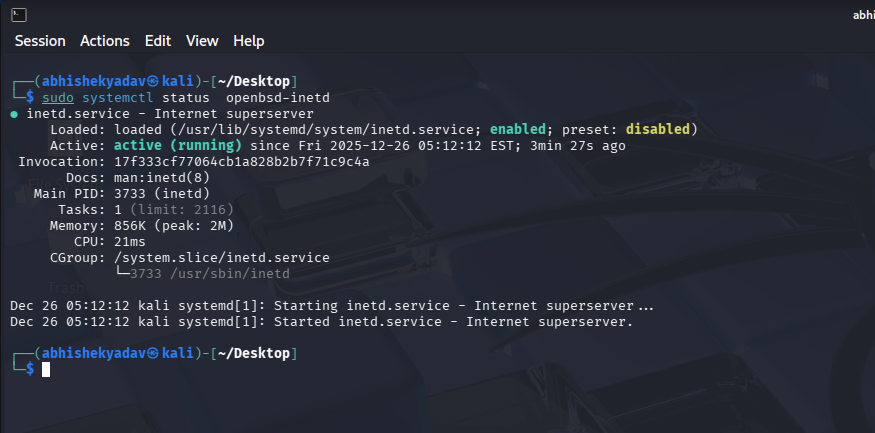 abhi
Session Actions Edit View Help
┌──(abhishekyadav㉿kali)-[~/Desktop]
└─$ sudo systemctl status  openbsd-inetd
● inetd.service - Internet superserver
     Loaded: loaded (/usr/lib/systemd/system/inetd.service; enabled; preset: disabled)
     Active: active (running) since Fri 2025-12-26 05:12:12 EST; 3min 27s ago
 Invocation: 17f333cf77064cb1a828b2b7f71c9c4a
       Docs: man:inetd(8)
   Main PID: 3733 (inetd)
      Tasks: 1 (limit: 2116)
     Memory: 856K (peak: 2M)
        CPU: 21ms
     CGroup: /system.slice/inetd.service
             └─3733 /usr/sbin/inetd
Trash
Dec 26 05:12:12 kali systemd[1]: Starting inetd.service - Internet superserver...
Dec 26 05:12:12 kali systemd[1]: Started inetd.service - Internet superserver.
┌──(abhishekyadav㉿kali)-[~/Desktop]
└─$